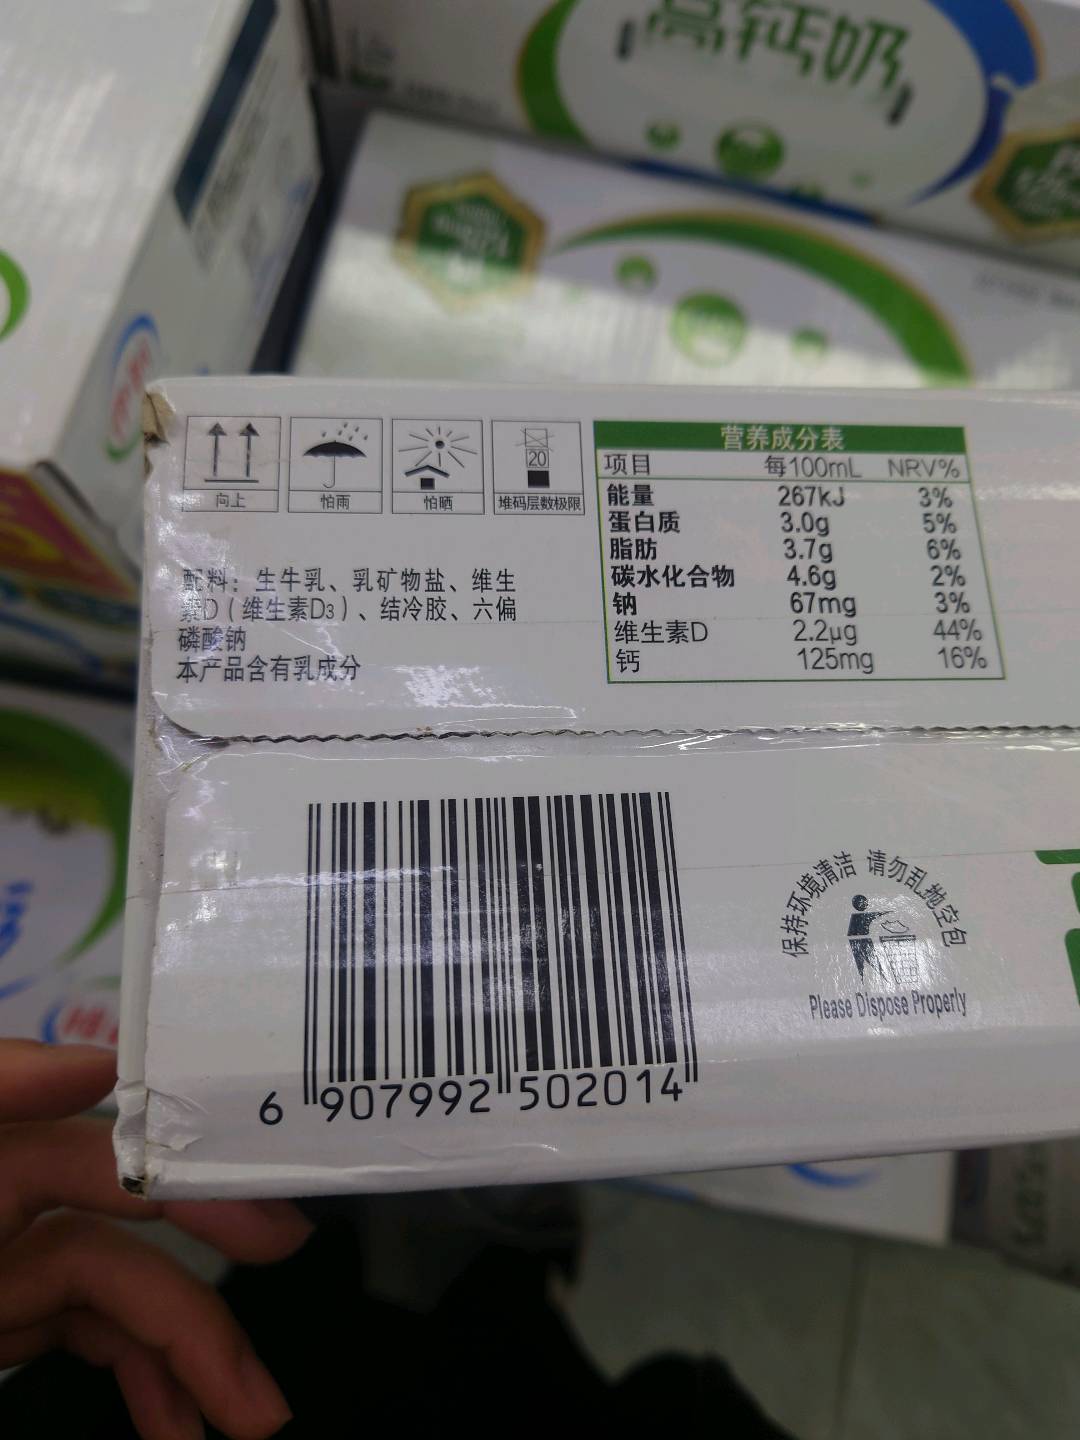 高钙奶
向上
怕雨
怕晒
20
堆码层数极限
营养成分表
项目 每100mL NRV%
能量 267kJ 3%
蛋白质 3.0g 5%
脂肪 3.7g 6%
碳水化合物 4.6g 2%
钠 67mg 3%
维生素D 2.2μg 44%
钙 125mg 16%
配料：生牛乳、乳矿物盐、维生
素D（维生素D3）、结冷胶、六偏
磷酸钠
本产品含有乳成分
保持环境清洁 请勿乱抛空包
Please Dispose Properly
6 907992 502014